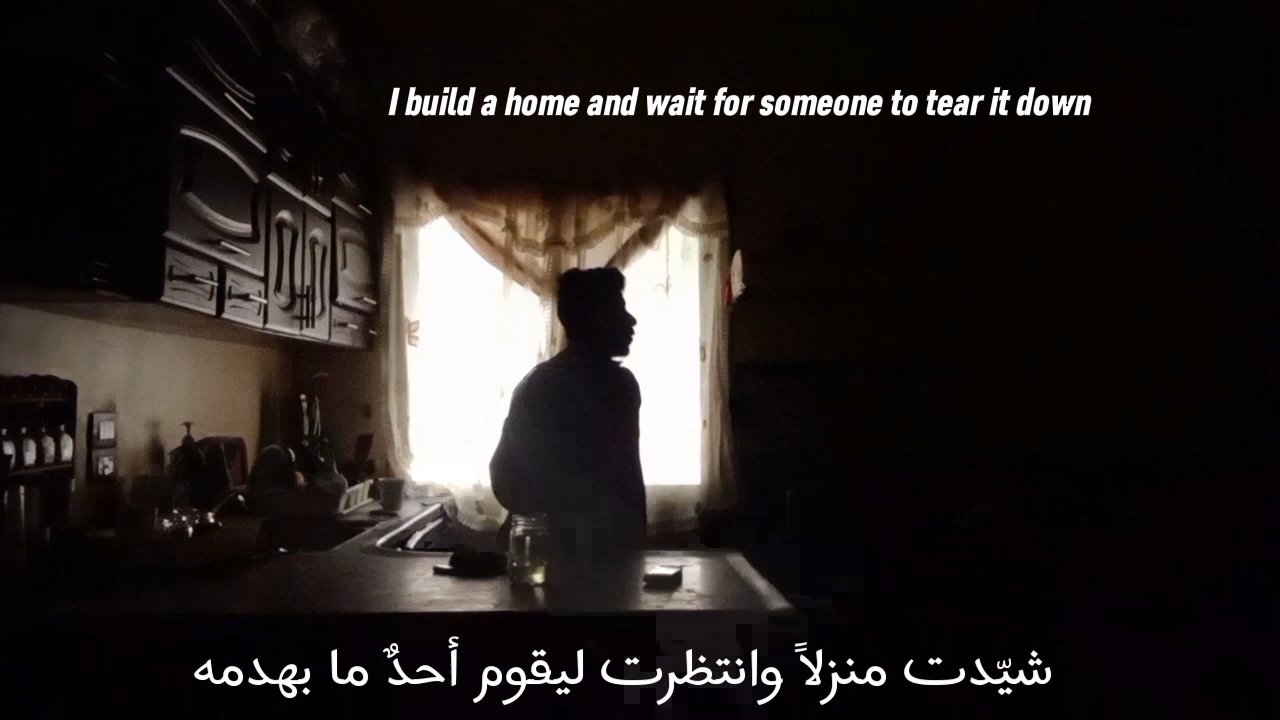 I build a home and wait for someone to tear it down
شيّدت منزلاً وانتظرت ليقوم أحدٌ ما بهدمه